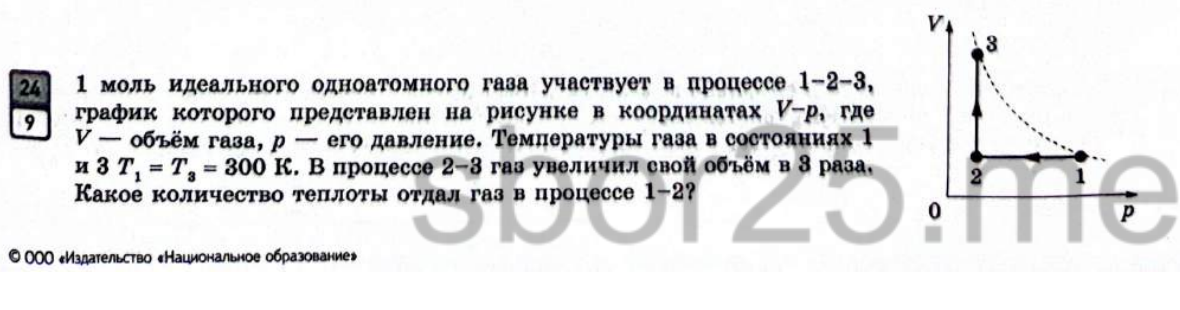 24
9
1 моль идеального одноатомного газа участвует в процессе 1–2–3,
график которого представлен на рисунке в координатах V–p, где
V — объём газа, p — его давление. Температуры газа в состояниях 1
и 3 T₁ = T₃ = 300 К. В процессе 2–3 газ увеличил свой объём в 3 раза.
Какое количество теплоты отдал газ в процессе 1–2?
V
3
2
1
0
p
sbor25.me
© ООО «Издательство «Национальное образование»